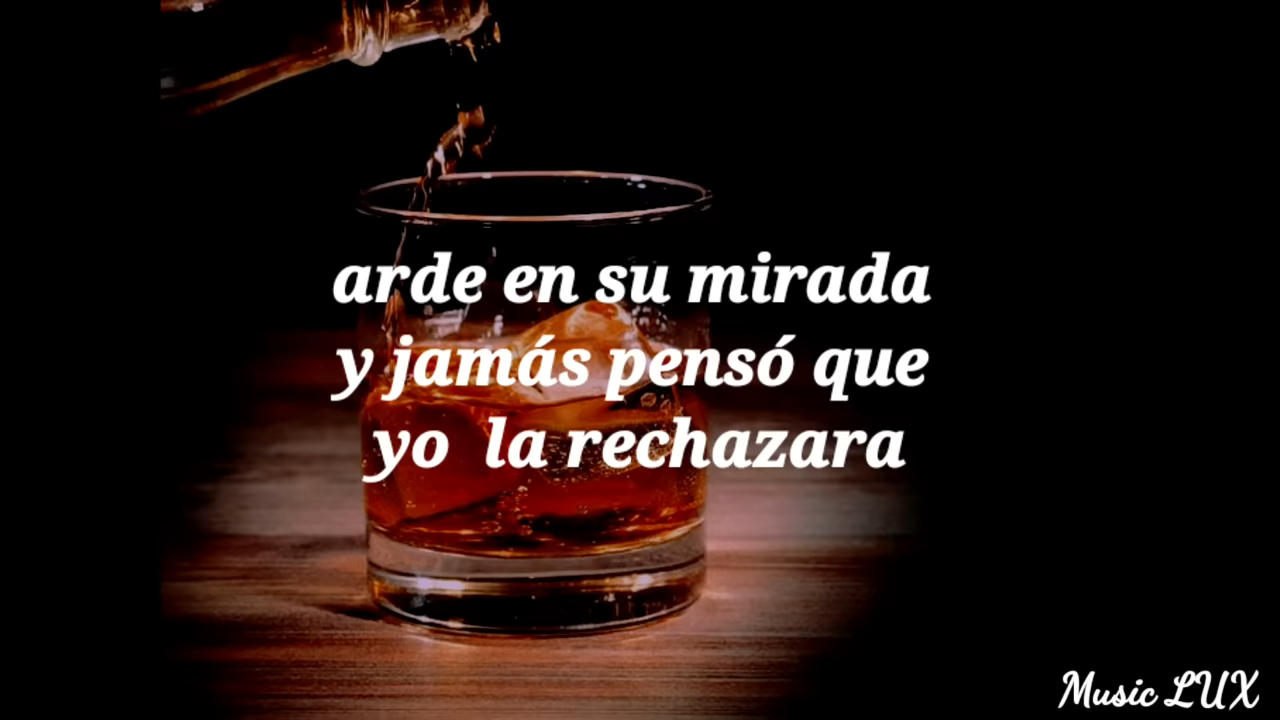 arde en su mirada
y jamás pensó que
yo  la rechazara
Music LUX